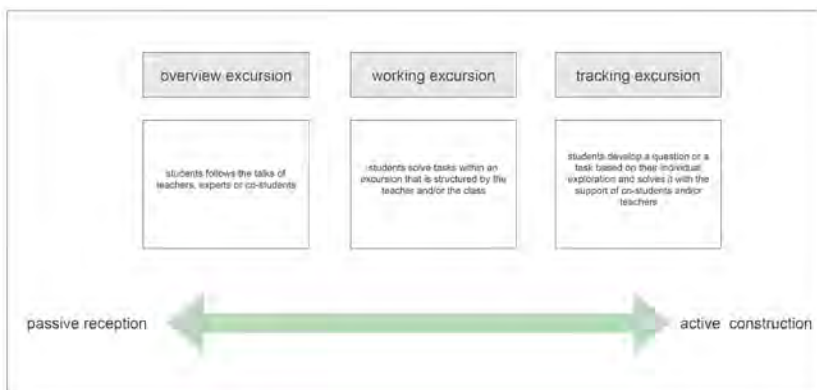 overview excursion
working excursion
tracking excursion
students follows the talks of
teachers, experts or co-students
students solve tasks within an
excursion that is structured by the
teacher and/or the class
students develop a question or a
task based on their individual
exploration and solves it with the
support of co-students and/or
teachers
passive reception
active construction